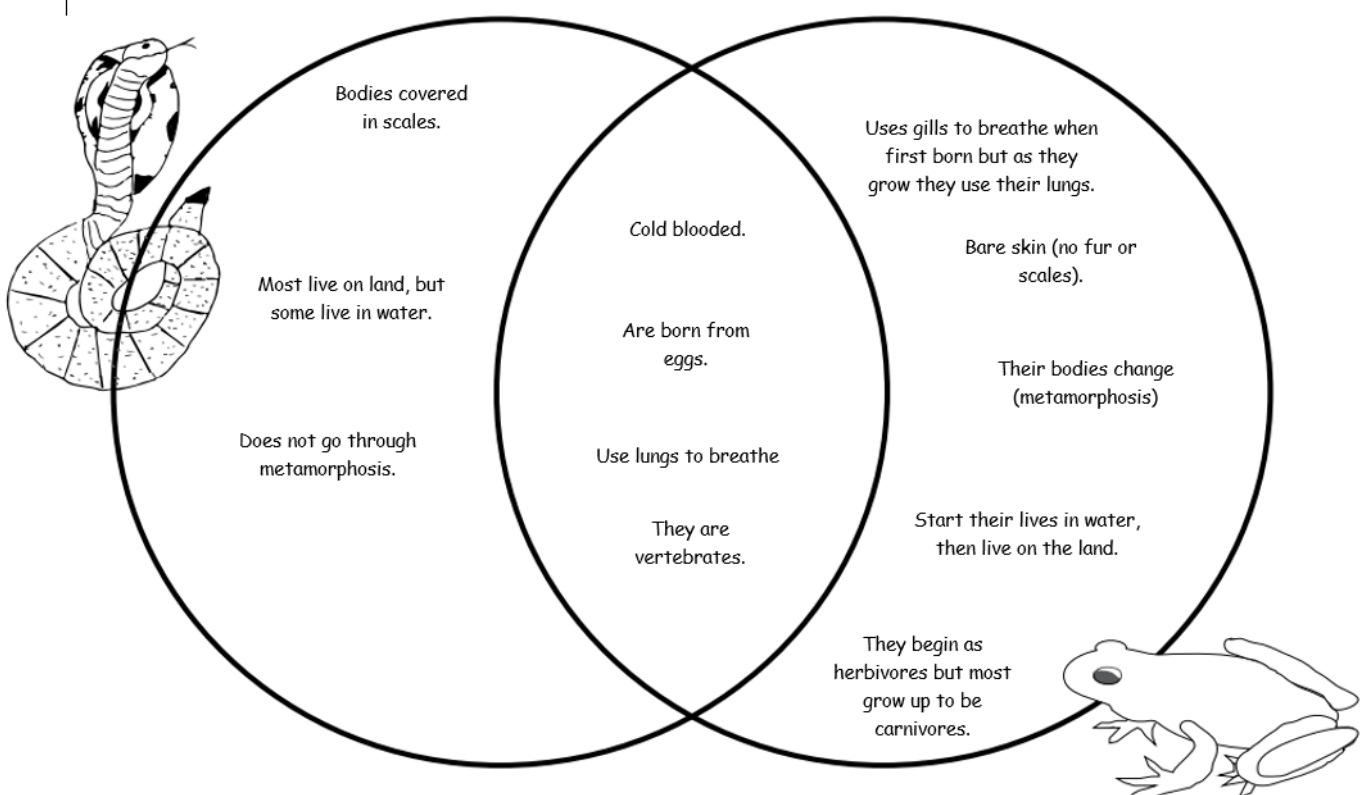 Bodies covered
in scales.
Most live on land, but
some live in water.
Does not go through
metamorphosis.
Cold blooded.
Are born from
eggs.
Use lungs to breathe
They are
vertebrates.
Uses gills to breathe when
first born but as they
grow they use their lungs.
Bare skin (no fur or
scales).
Their bodies change
(metamorphosis)
Start their lives in water,
then live on the land.
They begin as
herbivores but most
grow up to be
carnivores.